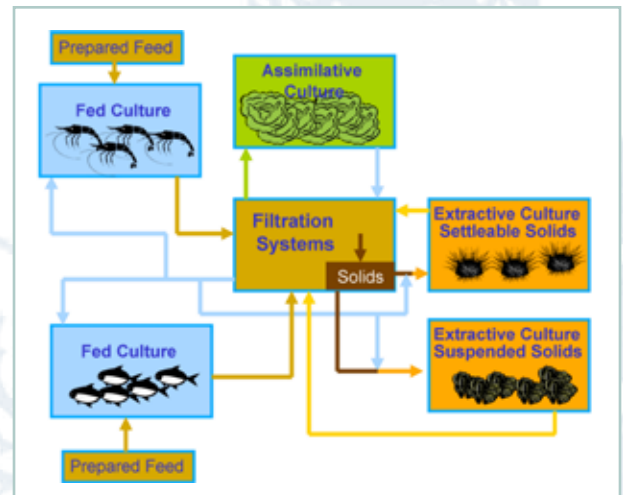 Prepared Feed
Fed Culture
Assimilative
Culture
Filtration
Systems
Solids
Extractive Culture
Settleable Solids
Extractive Culture
Suspended Solids
Fed Culture
Prepared Feed